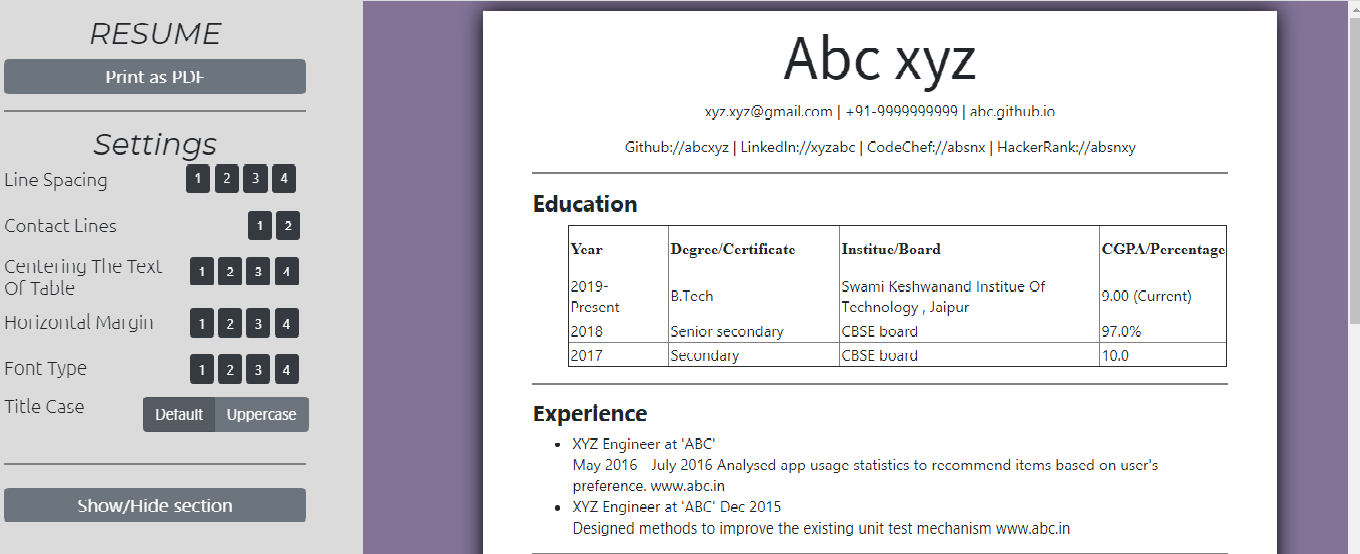 RESUME
Print as PDF
Settings
Line Spacing 1 2 3 4
Contact Lines 1 2
Centering The Text
Of Table 1 2 3 4
Horizontal Margin 1 2 3 4
Font Type 1 2 3 4
Title Case Default Uppercase
Show/Hide section
Abc xyz
xyz.xyz@gmail.com | +91-9999999999 | abc.github.io
Github://abcxyz | LinkedIn://xyzabc | CodeChef://absnx | HackerRank://absnxy
Education
Year Degree/Certificate Institue/Board CGPA/Percentage
2019-
Present B.Tech Swami Keshwanand Institue Of
Technology , Jaipur 9.00 (Current)
2018 Senior secondary CBSE board 97.0%
2017 Secondary CBSE board 10.0
Experience
XYZ Engineer at 'ABC'
May 2016 - July 2016 Analysed app usage statistics to recommend items based on user's
preference. www.abc.in
XYZ Engineer at 'ABC' Dec 2015
Designed methods to improve the existing unit test mechanism www.abc.in